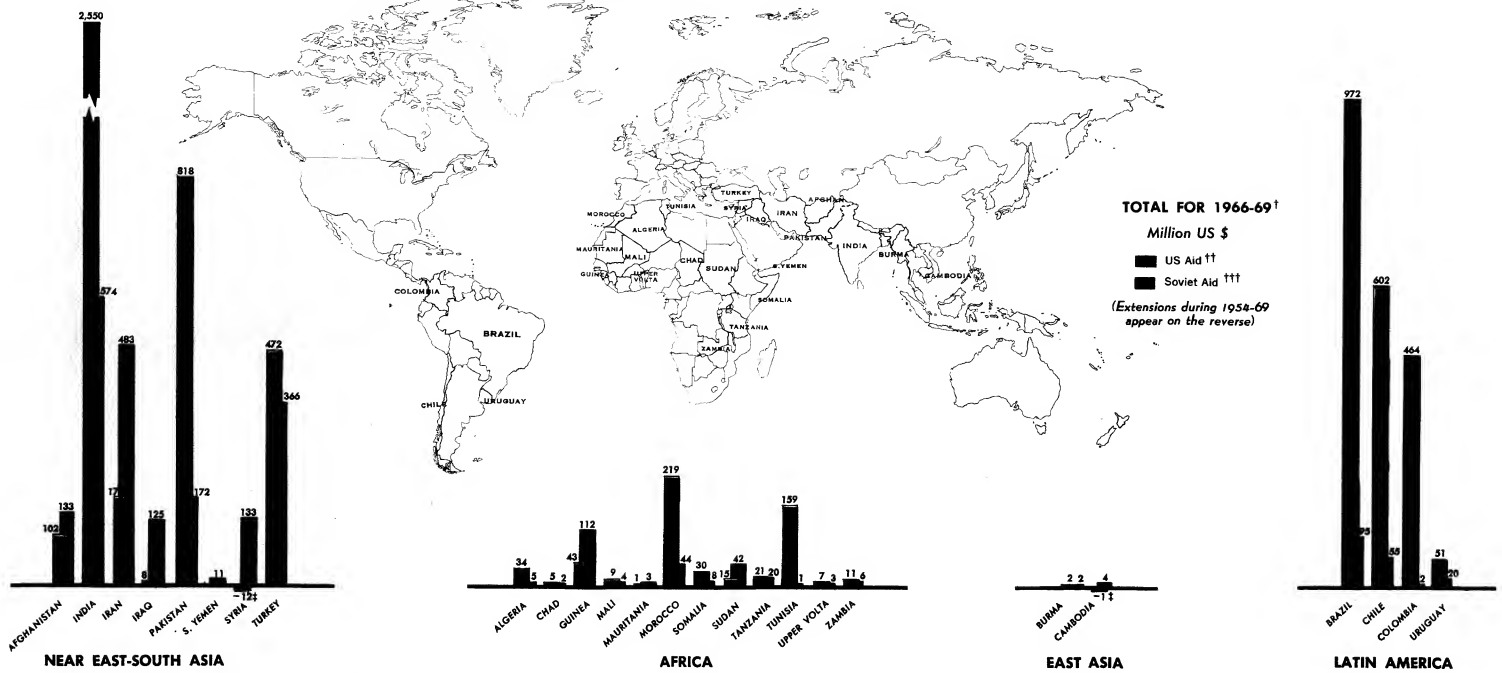 2,550
574
102
133
483
8
125
818
172
11
133
−12‡
472
366
AFGHANISTAN
INDIA
IRAN
IRAQ
PAKISTAN
S. YEMEN
SYRIA
TURKEY
NEAR EAST-SOUTH ASIA
TURKEY
SYRIA
TUNISIA
MOROCCO
IRAQ
IRAN
AFGHAN.
ALGERIA
PAKISTAN
INDIA
MAURITANIA
MALI
CHAD
SUDAN
S. YEMEN
BURMA
GUINEA
UPPER
VOLTA
CAMBODIA
SOMALIA
COLOMBIA
BRAZIL
TANZANIA
ZAMBIA
CHILE
URUGUAY
TOTAL FOR 1966-69†
Million US $
US Aid ††
Soviet Aid †††
(Extensions during 1954-69
appear on the reverse)
34
5
5
2
43
112
9
4
1
3
219
44
30
8
15
42
21
20
159
1
7
3
11
6
ALGERIA
CHAD
GUINEA
MALI
MAURITANIA
MOROCCO
SOMALIA
SUDAN
TANZANIA
TUNISIA
UPPER VOLTA
ZAMBIA
AFRICA
2
2
4
−1‡
BURMA
CAMBODIA
EAST ASIA
972
95
602
55
464
2
51
20
BRAZIL
CHILE
COLOMBIA
URUGUAY
LATIN AMERICA